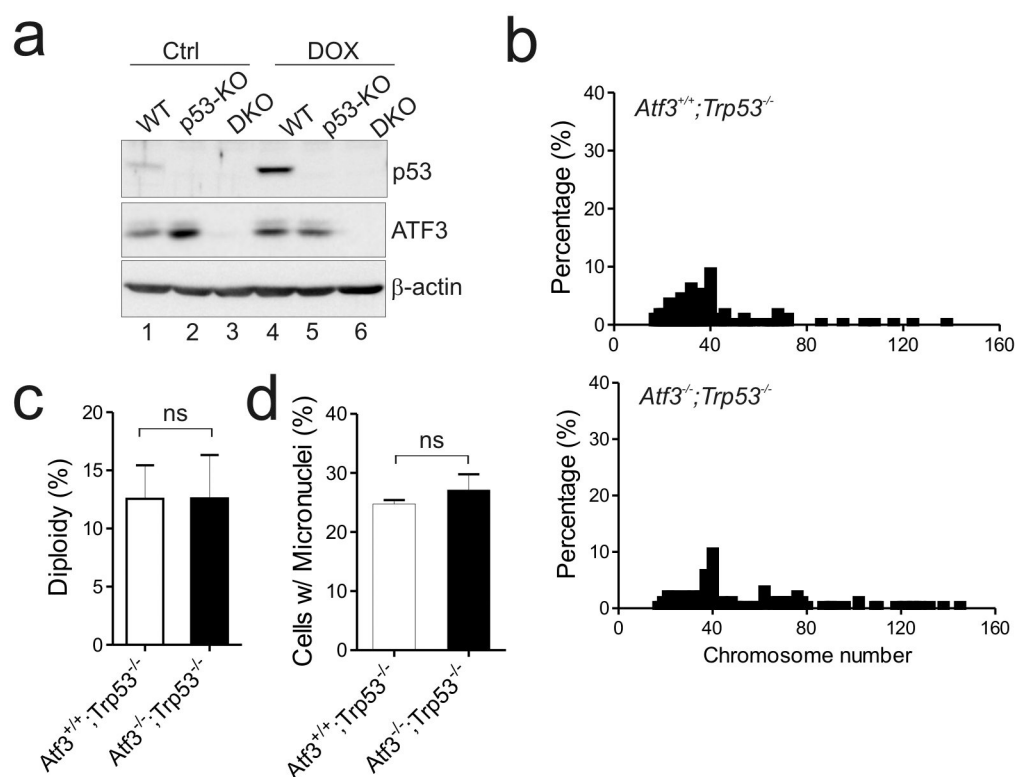 a
Ctrl DOX
WT p53-KO DKO WT p53-KO DKO
p53
ATF3
β-actin
1 2 3 4 5 6
b
Atf3+/+;Trp53-/-
Percentage (%)
40
30
20
10
0
0 40 80 120 160
Atf3-/-;Trp53-/-
Percentage (%)
40
30
20
10
0
0 40 80 120 160
Chromosome number
c
Diploidy (%)
20
15
10
5
0
ns
Atf3+/+;Trp53-/-
Atf3-/-;Trp53-/-
d
Cells w/ Micronuclei (%)
40
30
20
10
0
ns
Atf3+/+;Trp53-/-
Atf3-/-;Trp53-/-